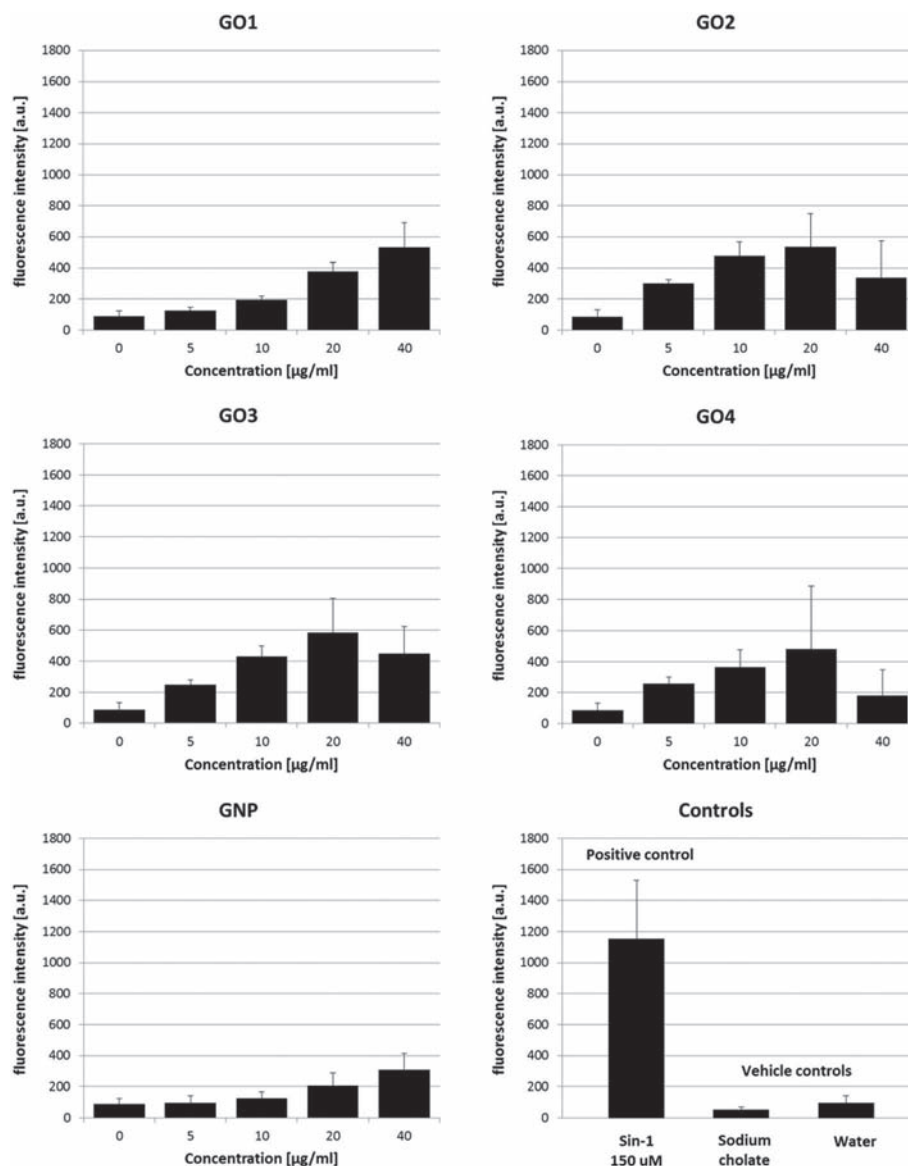 GO1
1800
1600
1400
1200
1000
800
600
400
200
0
fluorescence intensity [a.u.]
0 5 10 20 40
Concentration [µg/ml]
GO2
1800
1600
1400
1200
1000
800
600
400
200
0
fluorescence intensity [a.u.]
0 5 10 20 40
Concentration [µg/ml]
GO3
1800
1600
1400
1200
1000
800
600
400
200
0
fluorescence intensity [a.u.]
0 5 10 20 40
Concentration [µg/ml]
GO4
1800
1600
1400
1200
1000
800
600
400
200
0
fluorescence intensity [a.u.]
0 5 10 20 40
Concentration [µg/ml]
GNP
1800
1600
1400
1200
1000
800
600
400
200
0
fluorescence intensity [a.u.]
0 5 10 20 40
Concentration [µg/ml]
Controls
1800
1600
1400
1200
1000
800
600
400
200
0
fluorescence intensity [a.u.]
Positive control
Vehicle controls
Sin-1 Sodium Water
150 uM cholate